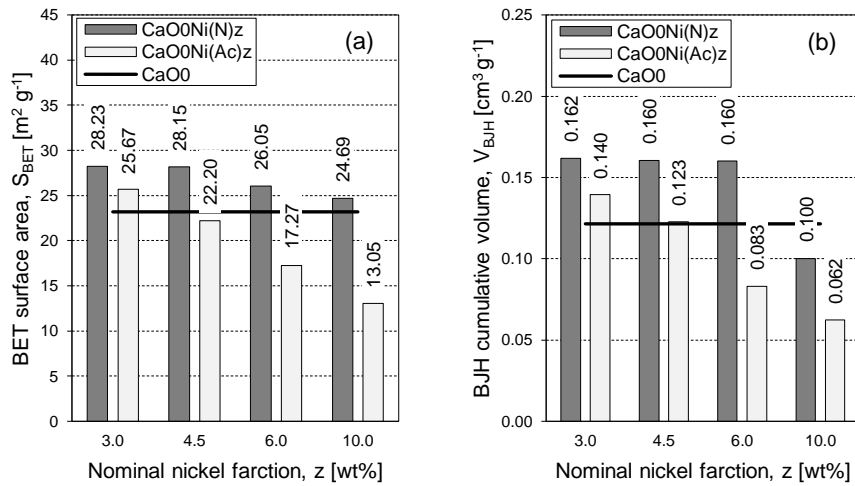 CaO0Ni(N)z
CaO0Ni(Ac)z
CaO0
(a)
BET surface area, SBET [m² g-1]
45
40
35
30
25
20
15
10
5
0
28.23
25.67
28.15
22.20
26.05
17.27
24.69
13.05
3.0 4.5 6.0 10.0
Nominal nickel farction, z [wt%]
CaO0Ni(N)z
CaO0Ni(Ac)z
CaO0
(b)
BJH cumulative volume, VBJH [cm³ g-1]
0.25
0.20
0.15
0.10
0.05
0.00
0.162
0.140
0.160
0.123
0.160
0.083
0.100
0.062
3.0 4.5 6.0 10.0
Nominal nickel farction, z [wt%]